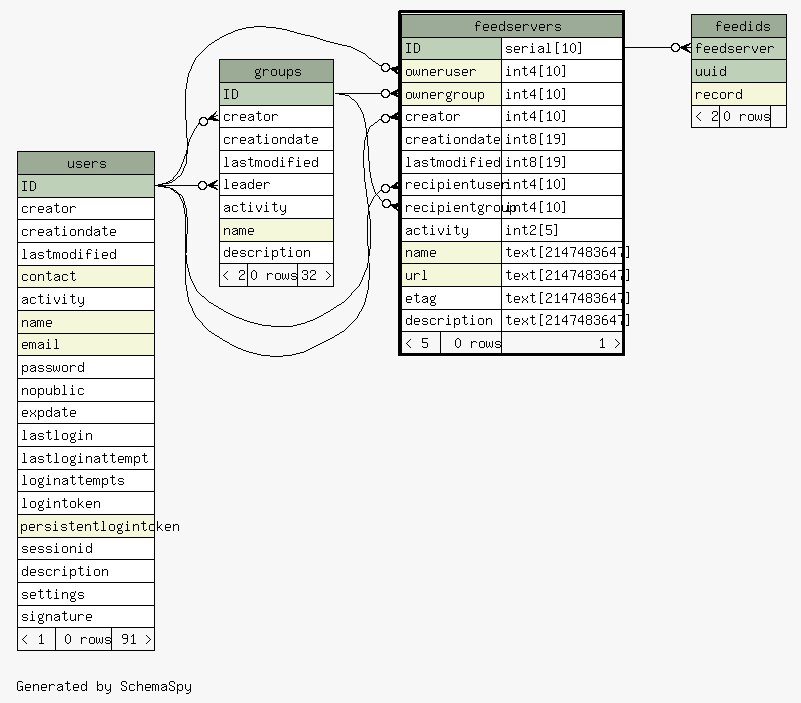 users
ID
creator
creationdate
lastmodified
contact
activity
name
email
password
nopublic
expdate
lastlogin
lastloginattempt
loginattempts
logintoken
persistentlogintoken
sessionid
description
settings
signature
< 1 0 rows 91 >
groups
ID
creator
creationdate
lastmodified
leader
activity
name
description
< 2 0 rows 32 >
feedservers
ID serial[10]
owneruser int4[10]
ownergroup int4[10]
creator int4[10]
creationdate int8[19]
lastmodified int8[19]
recipientuser int4[10]
recipientgroup int4[10]
activity int2[5]
name text[2147483647]
url text[2147483647]
etag text[2147483647]
description text[2147483647]
< 5 0 rows 1 >
feedids
feedserver
uuid
record
< 2 0 rows
Generated by SchemaSpy